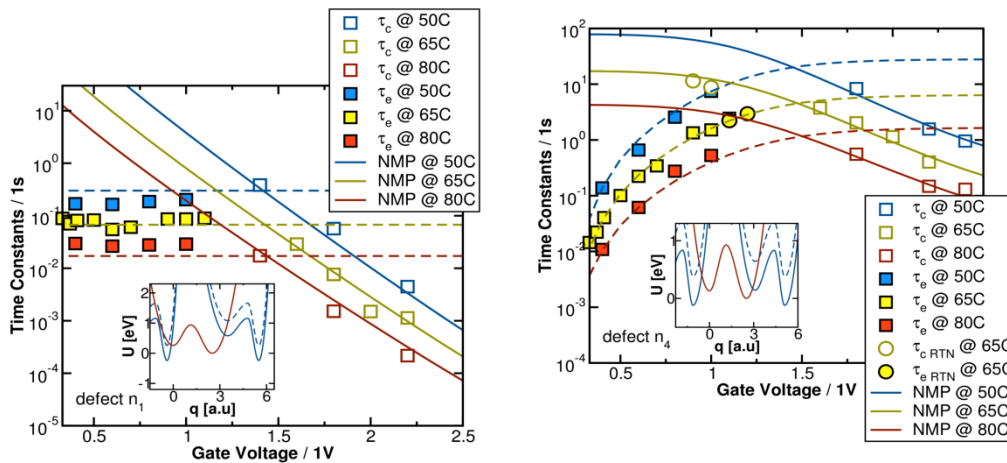 τc @ 50C
τc @ 65C
τc @ 80C
τe @ 50C
τe @ 65C
τe @ 80C
NMP @ 50C
NMP @ 65C
NMP @ 80C
Time Constants / 1s
10^1
10^0
10^-1
10^-2
10^-3
10^-4
10^-5
0.5
1
1.5
2
2.5
Gate Voltage / 1V
U [eV]
2
1
0
-1
0
3
6
q [a.u]
defect n1
Time Constants / 1s
10^2
10^1
10^0
10^-1
10^-2
10^-4
0.5
1
1.5
2
Gate Voltage / 1V
U [eV]
1
0
0
3
6
q [a.u]
defect n4
τc @ 50C
τc @ 65C
τc @ 80C
τe @ 50C
τe @ 65C
τe @ 80C
τc RTN @ 65C
τe RTN @ 65C
NMP @ 50C
NMP @ 65C
NMP @ 80C